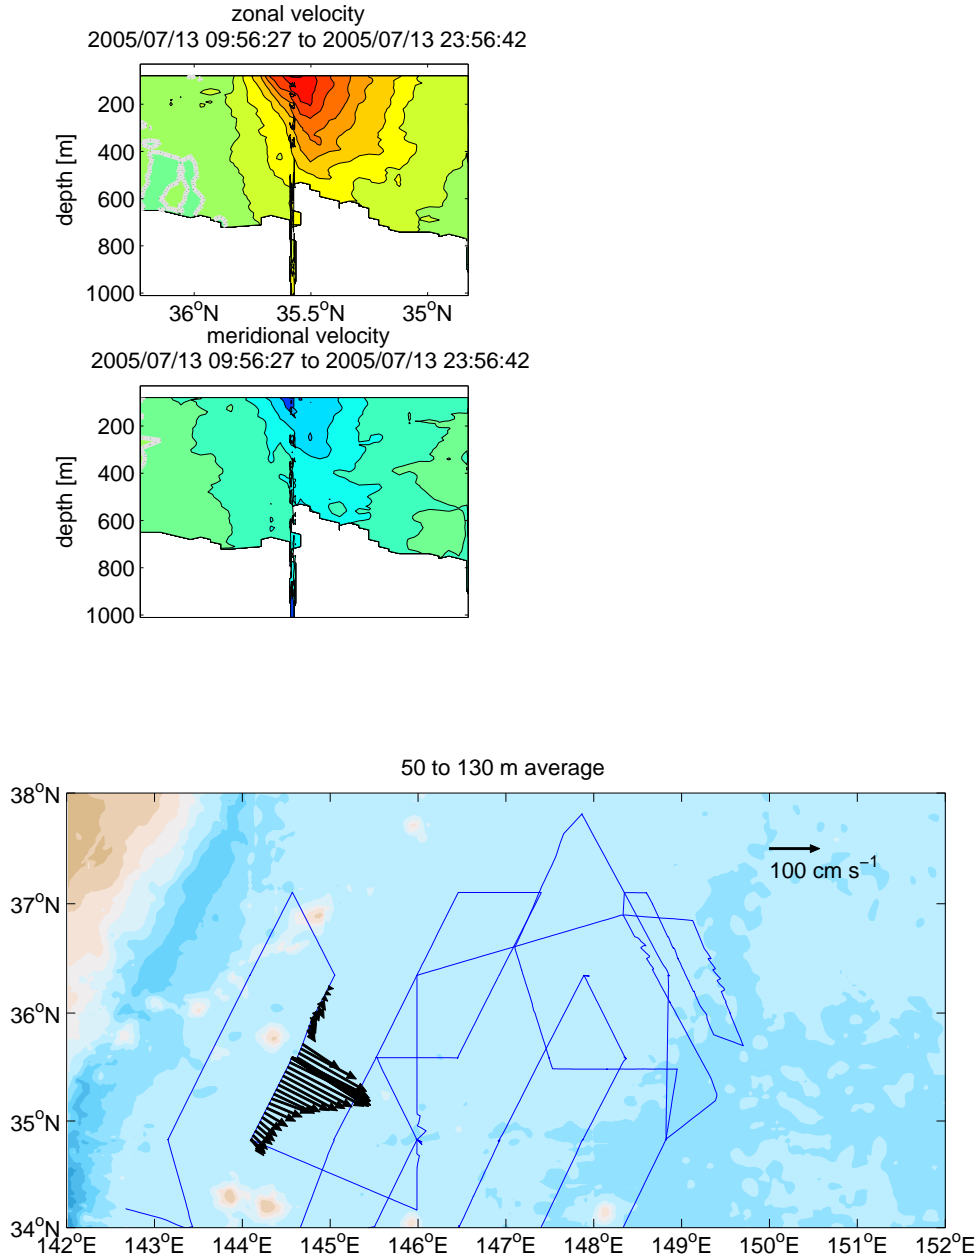 zonal velocity
2005/07/13 09:56:27 to 2005/07/13 23:56:42
200
400
600
800
1000
depth [m]
36°N 35.5°N 35°N
meridional velocity
2005/07/13 09:56:27 to 2005/07/13 23:56:42
200
400
600
800
1000
depth [m]
50 to 130 m average
38°N
37°N
36°N
35°N
34°N
100 cm s⁻¹
142°E 143°E 144°E 145°E 146°E 147°E 148°E 149°E 150°E 151°E 152°E